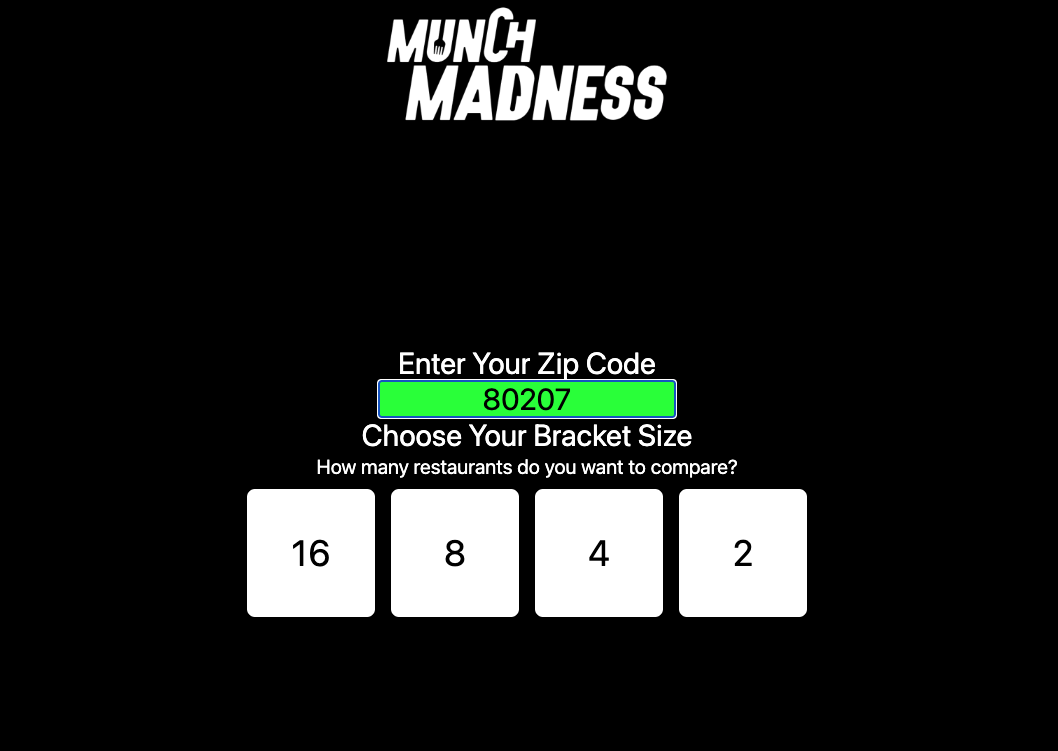 MUNCH
MADNESS
Enter Your Zip Code
80207
Choose Your Bracket Size
How many restaurants do you want to compare?
16 8 4 2